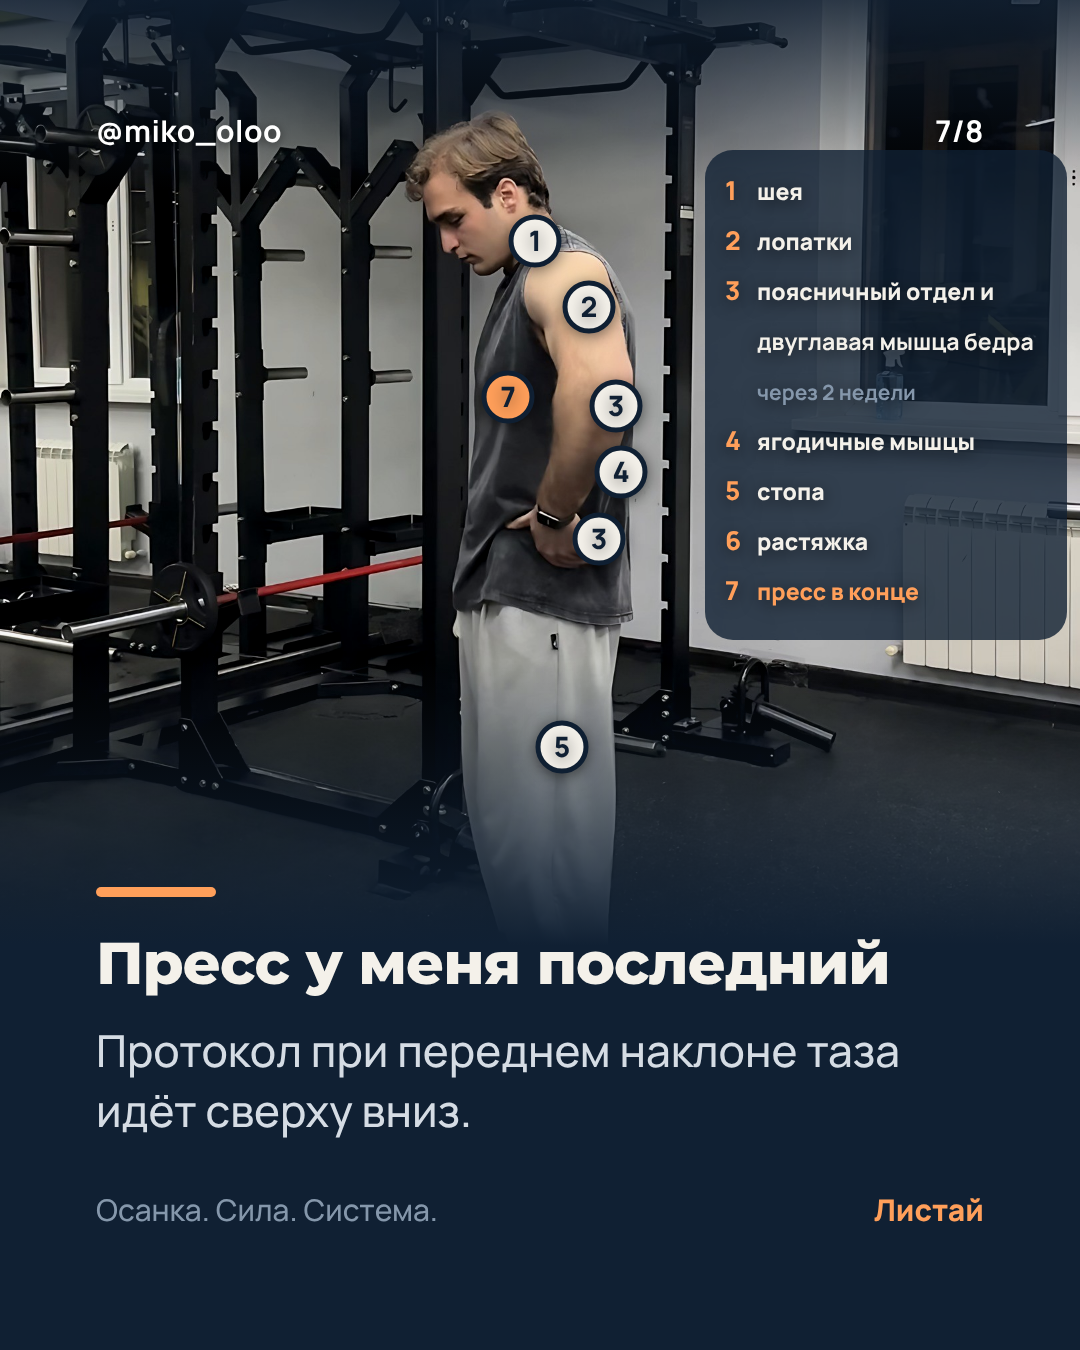 @miko_oloo
7/8
1 шея
2 лопатки
3 поясничный отдел и
двуглавая мышца бедра
через 2 недели
4 ягодичные мышцы
5 стопа
6 растяжка
7 пресс в конце
1
2
7
3
4
3
5
Пресс у меня последний
Протокол при переднем наклоне таза
идёт сверху вниз.
Осанка. Сила. Система.
Листай